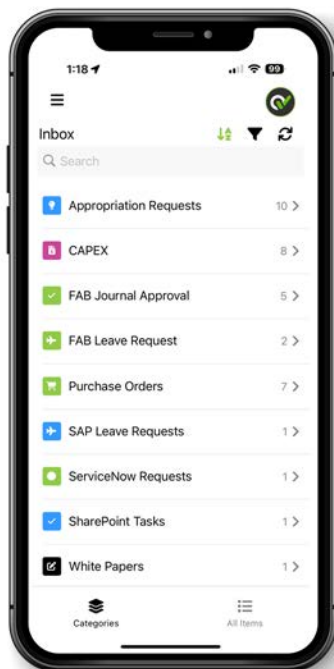 1:18
99
Inbox
Search
Appropriation Requests 10
CAPEX 8
FAB Journal Approval 5
FAB Leave Request 2
Purchase Orders 7
SAP Leave Requests 1
ServiceNow Requests 1
SharePoint Tasks 1
White Papers 1
Categories All Items